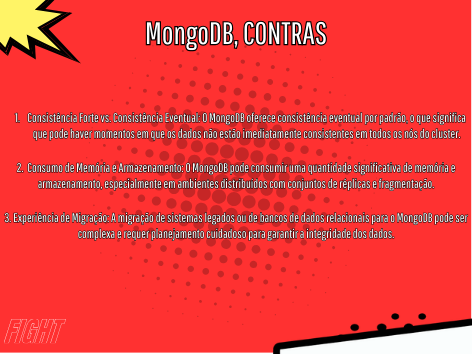 MongoDB, CONTRAS
1. Consistência Forte vs. Consistência Eventual: O MongoDB oferece consistência eventual por padrão, o que significa
que pode haver momentos em que os dados não estão imediatamente consistentes em todos os nós do cluster.
2. Consumo de Memória e Armazenamento: O MongoDB pode consumir uma quantidade significativa de memória e
armazenamento, especialmente em ambientes distribuídos com conjuntos de réplicas e fragmentação.
3. Experiência de Migração: A migração de sistemas legados ou de bancos de dados relacionais para o MongoDB pode ser
complexa e requer planejamento cuidadoso para garantir a integridade dos dados.
FIGHT